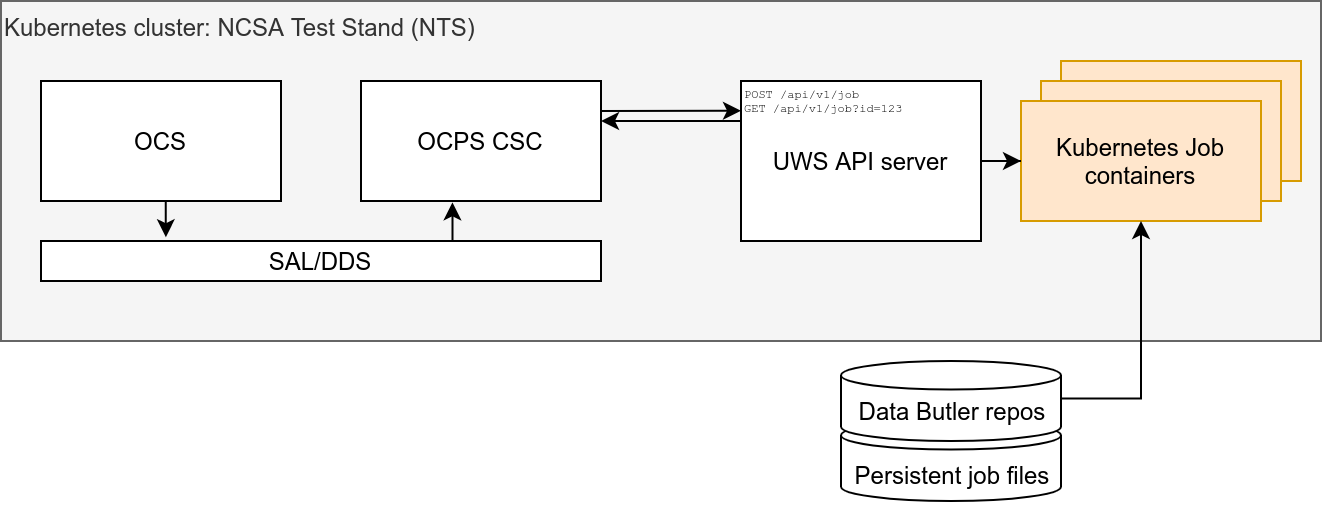 Kubernetes cluster: NCSA Test Stand (NTS)
OCS
OCPS CSC
POST /api/v1/job
GET /api/v1/job?id=123
UWS API server
Kubernetes Job
containers
SAL/DDS
Data Butler repos
Persistent job files